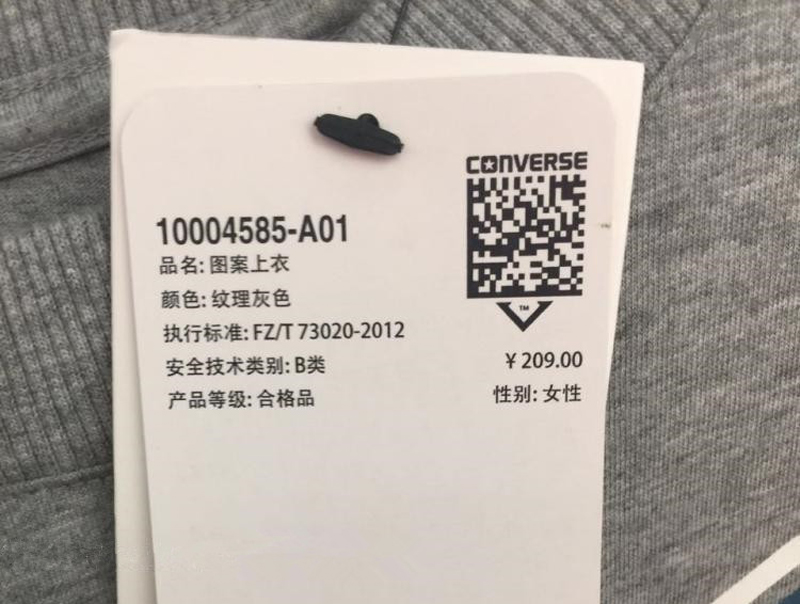 CONVERSE
10004585-A01
品名: 图案上衣
颜色: 纹理灰色
执行标准: FZ/T 73020-2012
安全技术类别: B类
产品等级: 合格品
TM
¥ 209.00
性别: 女性